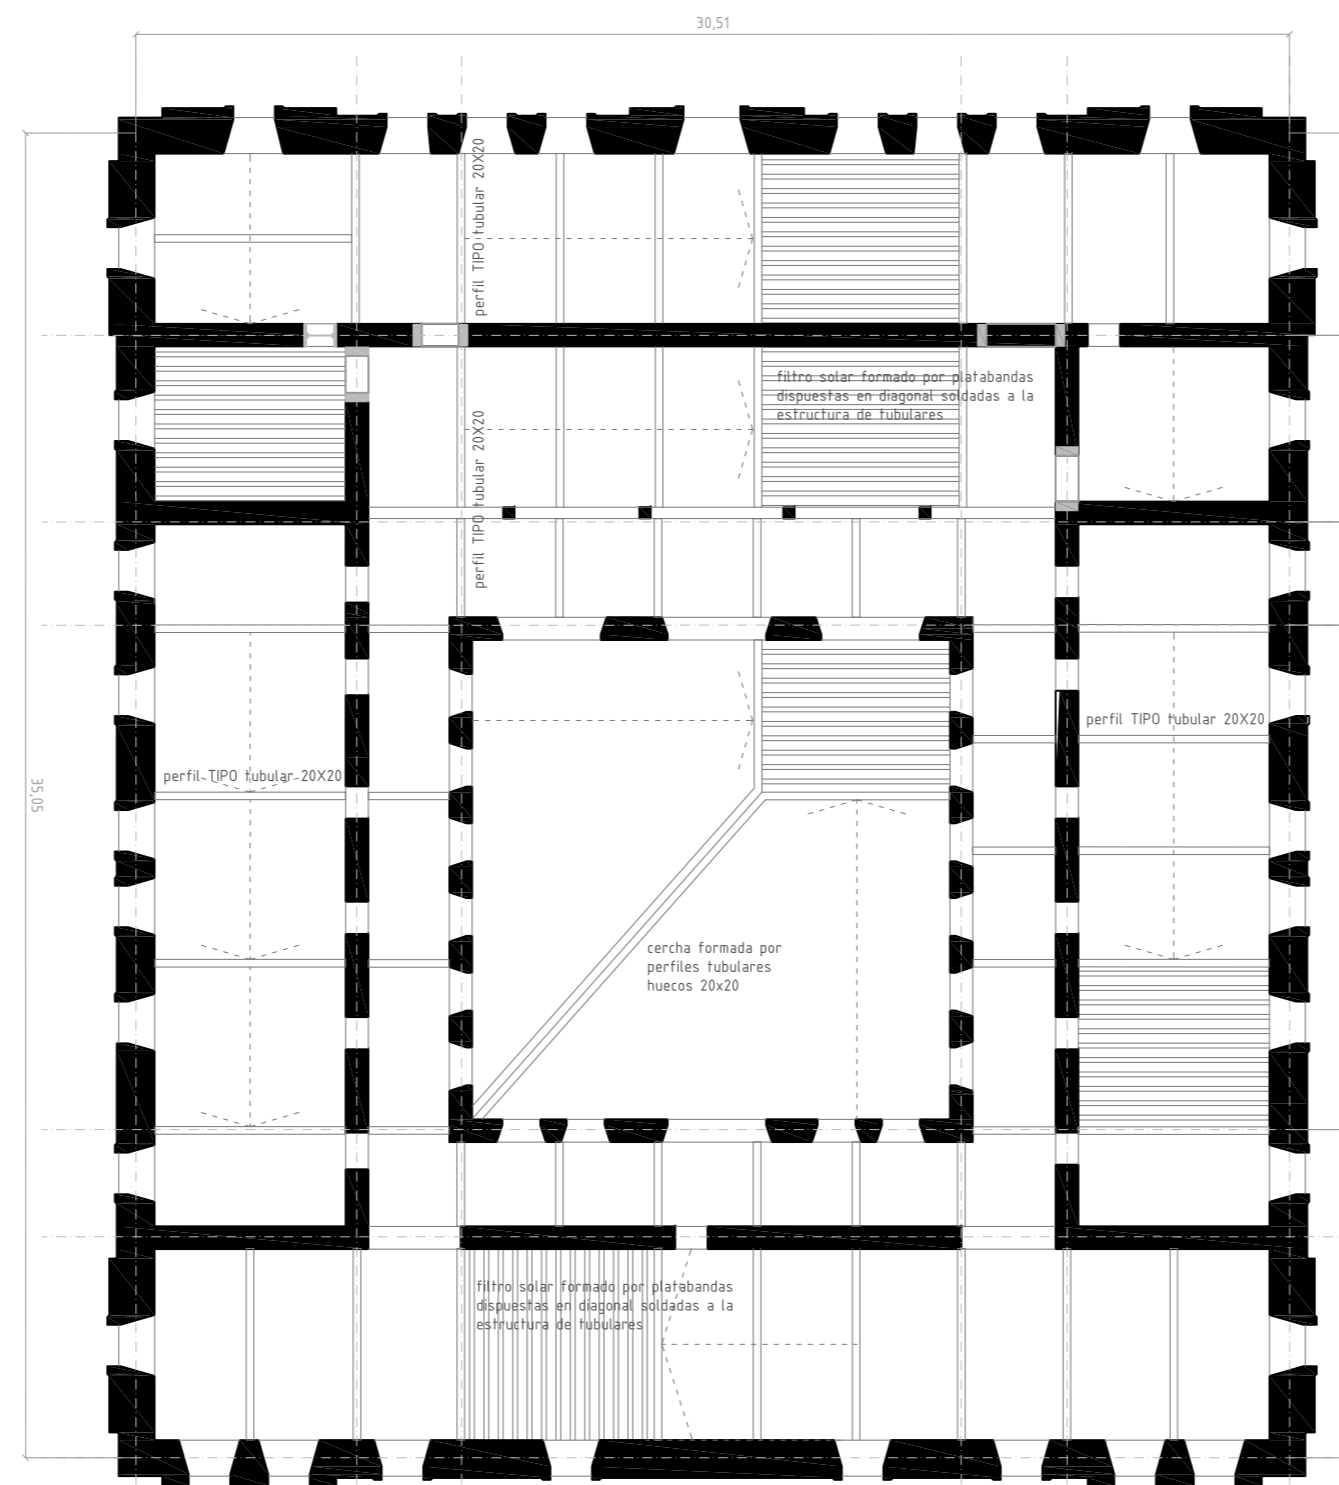 30,51
perfil TIPO tubular 20X20
filtro solar formado por platabandas
dispuestas en diagonal soldadas a la
estructura de tubulares
perfil TIPO tubular 20X20
perfil TIPO tubular 20X20
perfil TIPO tubular 20X20
35,05
cercha formada por
perfiles tubulares
huecos 20x20
filtro solar formado por platabandas
dispuestas en diagonal soldadas a la
estructura de tubulares